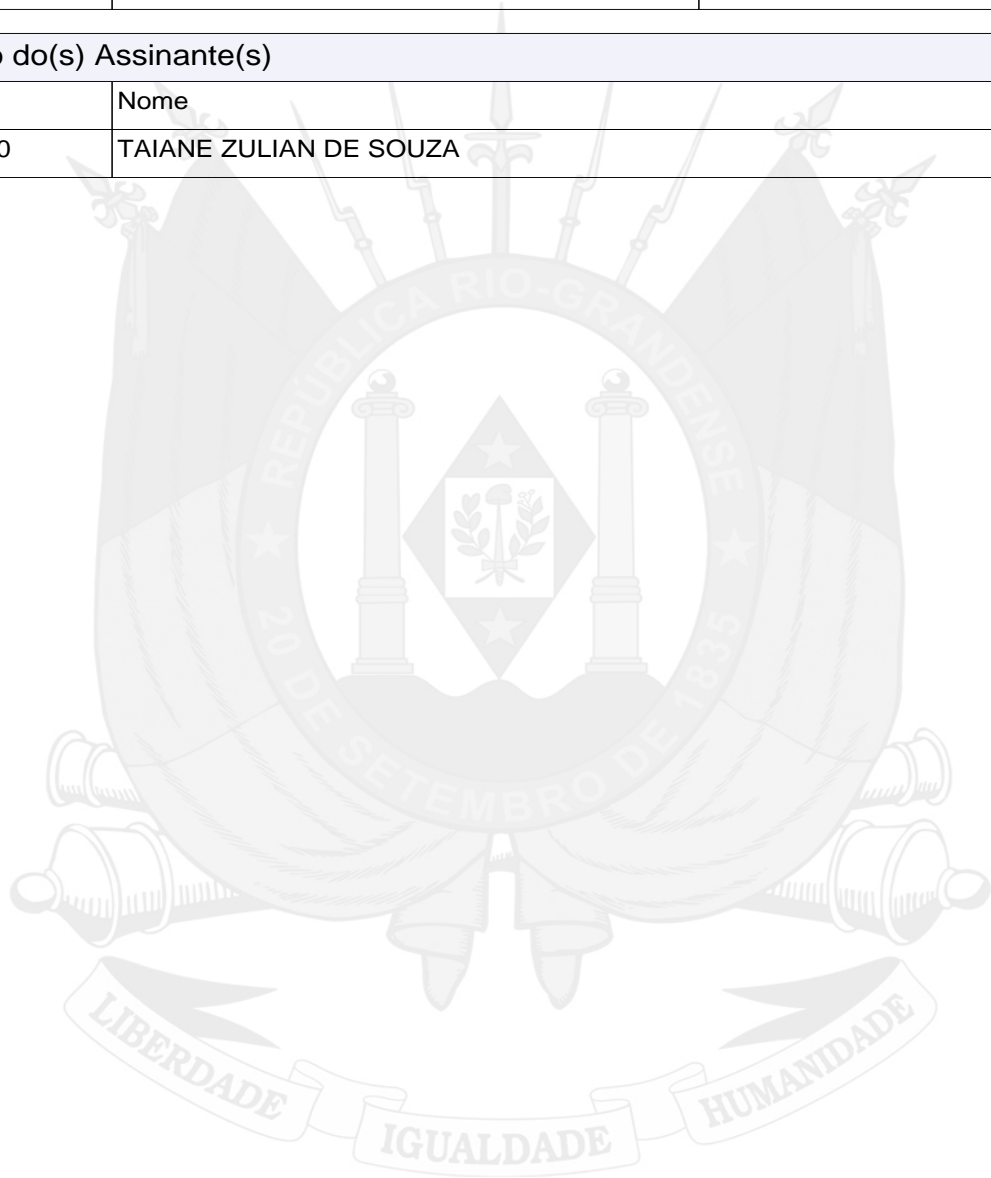 o do(s) Assinante(s)
Nome
0 TAIANE ZULIAN DE SOUZA
REPÚBLICA RIO-GRANDENSE
20 DE SETEMBRO DE 1835
LIBERDADE IGUALDADE HUMANIDADE